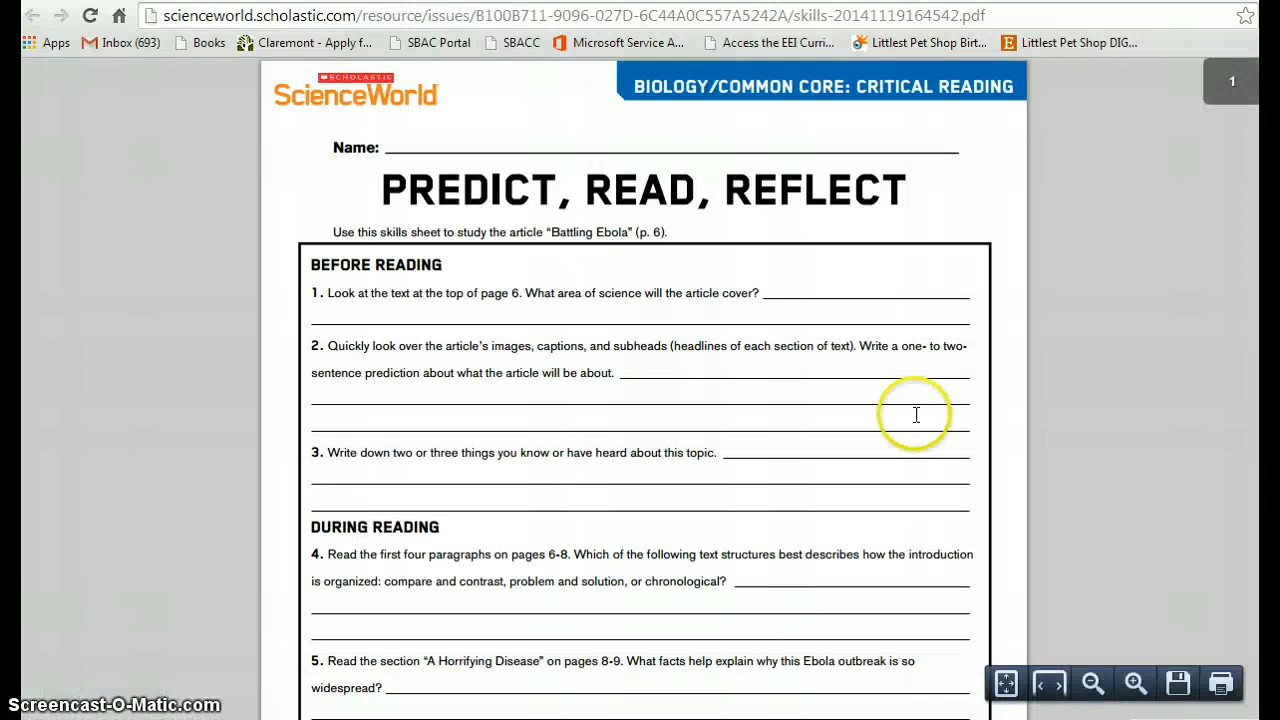 scienceworld.scholastic.com/resource/issues/B100B711-9096-027D-6C44A0C557A5242A/skills-20141119164542.pdf
Apps Inbox (693) Books Claremont - Apply f... SBAC Portal SBACC Microsoft Service A... Access the EEI Curri... Littlest Pet Shop Birt... Littlest Pet Shop DIG...
SCHOLASTIC
ScienceWorld
BIOLOGY/COMMON CORE: CRITICAL READING
1
Name:
PREDICT, READ, REFLECT
Use this skills sheet to study the article “Battling Ebola” (p. 6).
BEFORE READING
1. Look at the text at the top of page 6. What area of science will the article cover?
2. Quickly look over the article’s images, captions, and subheads (headlines of each section of text). Write a one- to two-
sentence prediction about what the article will be about.
3. Write down two or three things you know or have heard about this topic.
DURING READING
4. Read the first four paragraphs on pages 6-8. Which of the following text structures best describes how the introduction
is organized: compare and contrast, problem and solution, or chronological?
5. Read the section “A Horrifying Disease” on pages 8-9. What facts help explain why this Ebola outbreak is so
widespread?
Screencast-O-Matic.com